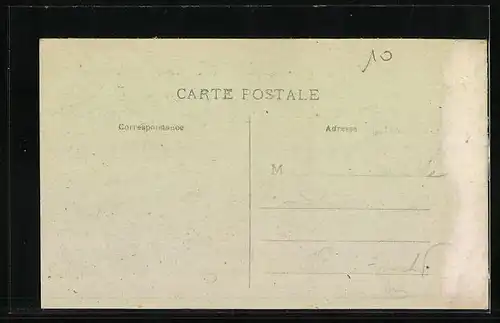 10
CARTE POSTALE
Correspondance
Adresse
M